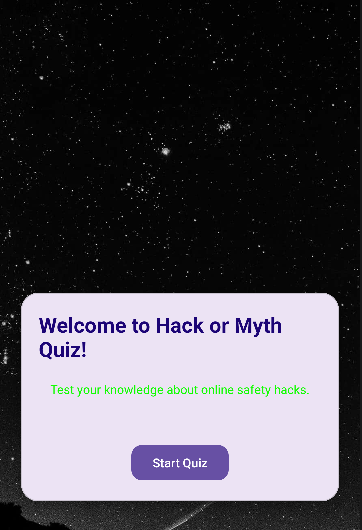 Welcome to Hack or Myth
Quiz!
Test your knowledge about online safety hacks.
Start Quiz